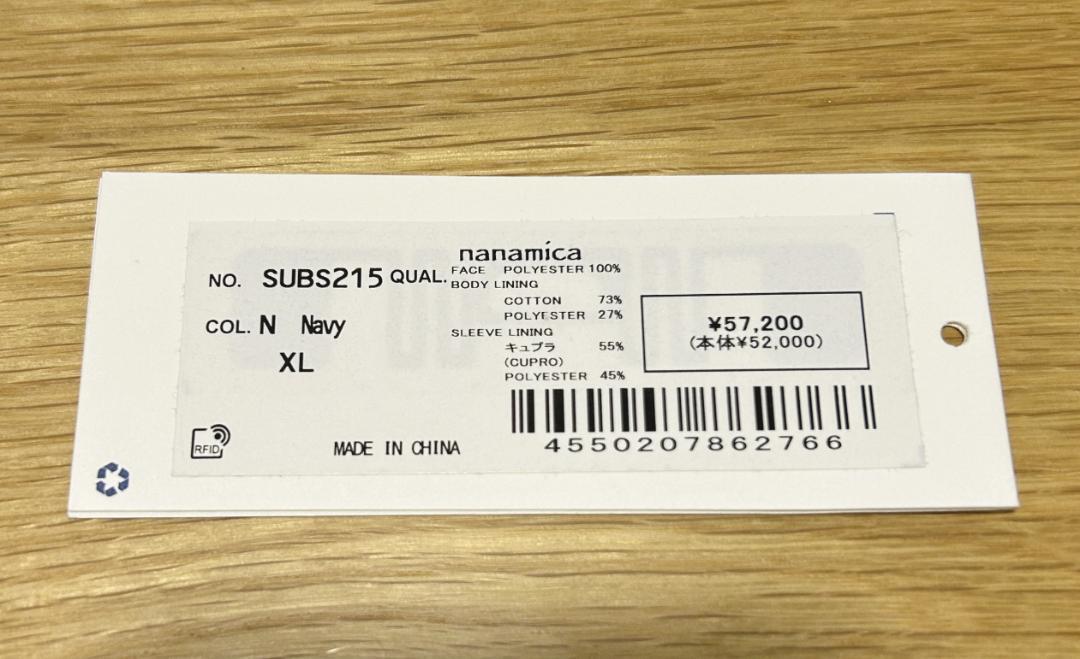 nanamica
NO. SUBS215 QUAL. FACE POLYESTER 100%
BODY LINING
COTTON 73%
POLYESTER 27%
COL. N Navy
SLEEVE LINING
XL
キュプラ 55%
(CUPRO)
POLYESTER 45%
¥57,200
(本体¥52,000)
RFID
MADE IN CHINA
4550207862766